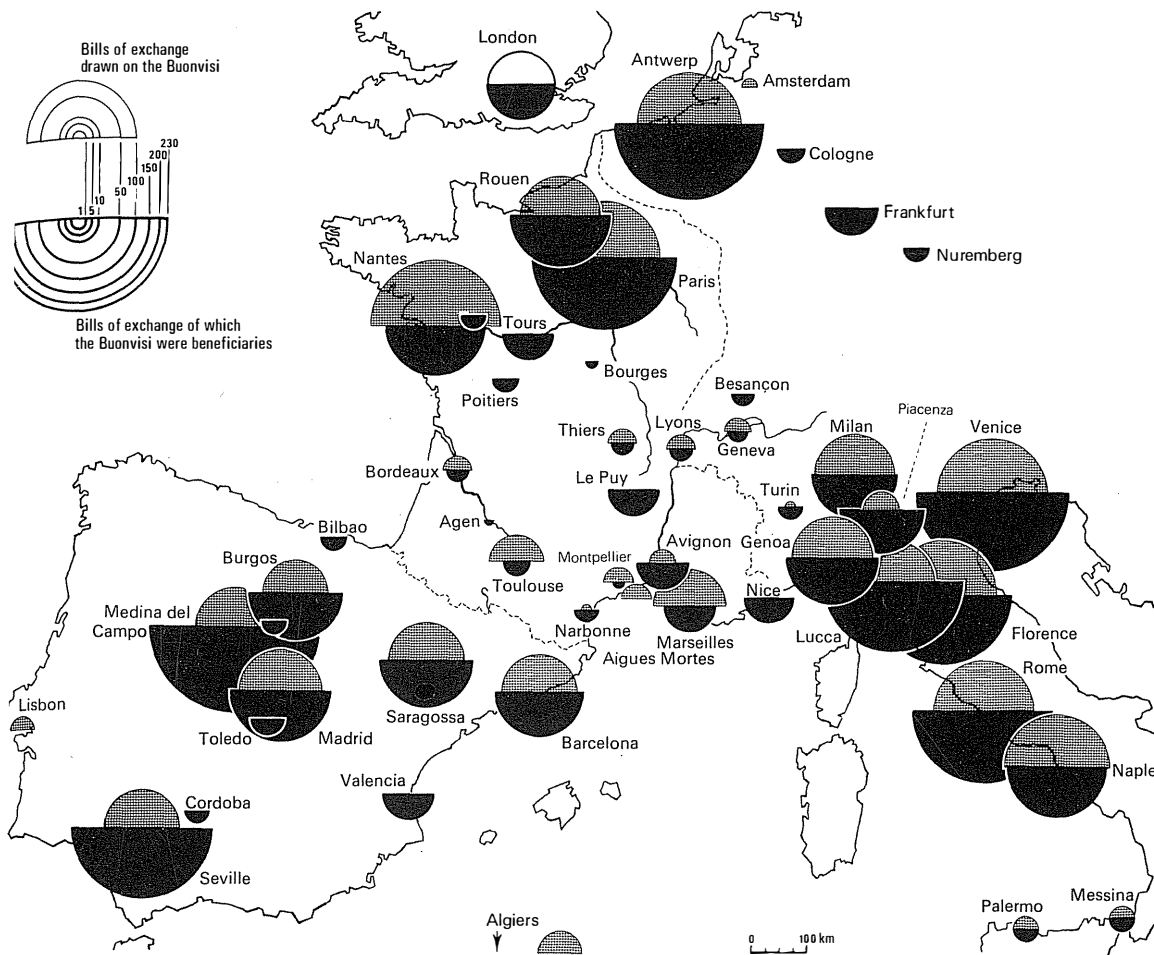 Bills of exchange
drawn on the Buonvisi
230
200
150
100
50
10
1 5
Bills of exchange of which
the Buonvisi were beneficiaries
London
Antwerp
Amsterdam
Cologne
Rouen
Frankfurt
Nuremberg
Nantes
Paris
Tours
Bourges
Poitiers
Besançon
Piacenza
Thiers
Lyons
Geneva
Milan
Venice
Bordeaux
Le Puy
Turin
Agen
Bilbao
Avignon
Genoa
Burgos
Montpellier
Toulouse
Nice
Medina del
Campo
Narbonne
Marseilles
Lucca
Florence
Aigues Mortes
Rome
Lisbon
Saragossa
Toledo
Madrid
Barcelona
Naple
Valencia
Cordoba
Seville
Algiers
0 100 km
Palermo
Messina